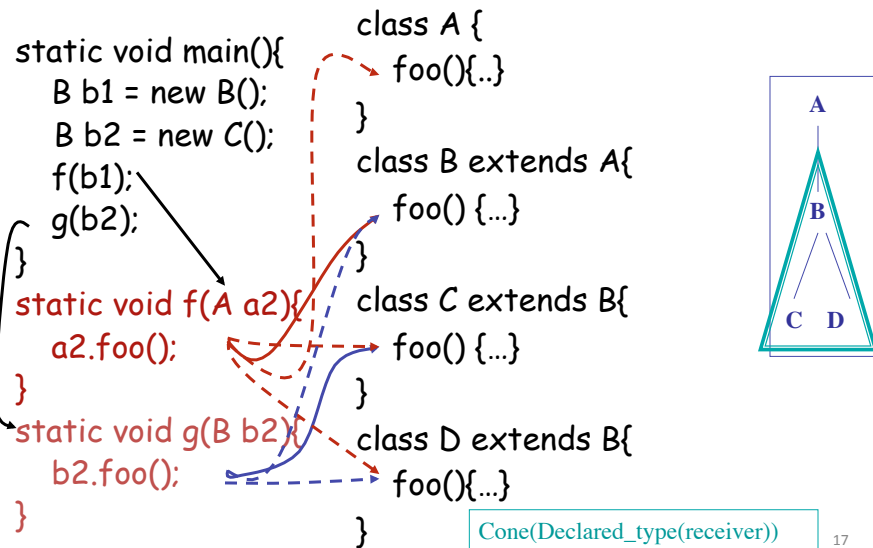 static void main(){
B b1 = new B();
B b2 = new C();
f(b1);
g(b2);
}
static void f(A a2){
a2.foo();
}
static void g(B b2){
b2.foo();
}
class A {
foo(){..}
}
class B extends A{
foo() {...}
}
class C extends B{
foo() {...}
}
class D extends B{
foo(){...}
}
A
B
C D
Cone(Declared_type(receiver))
17